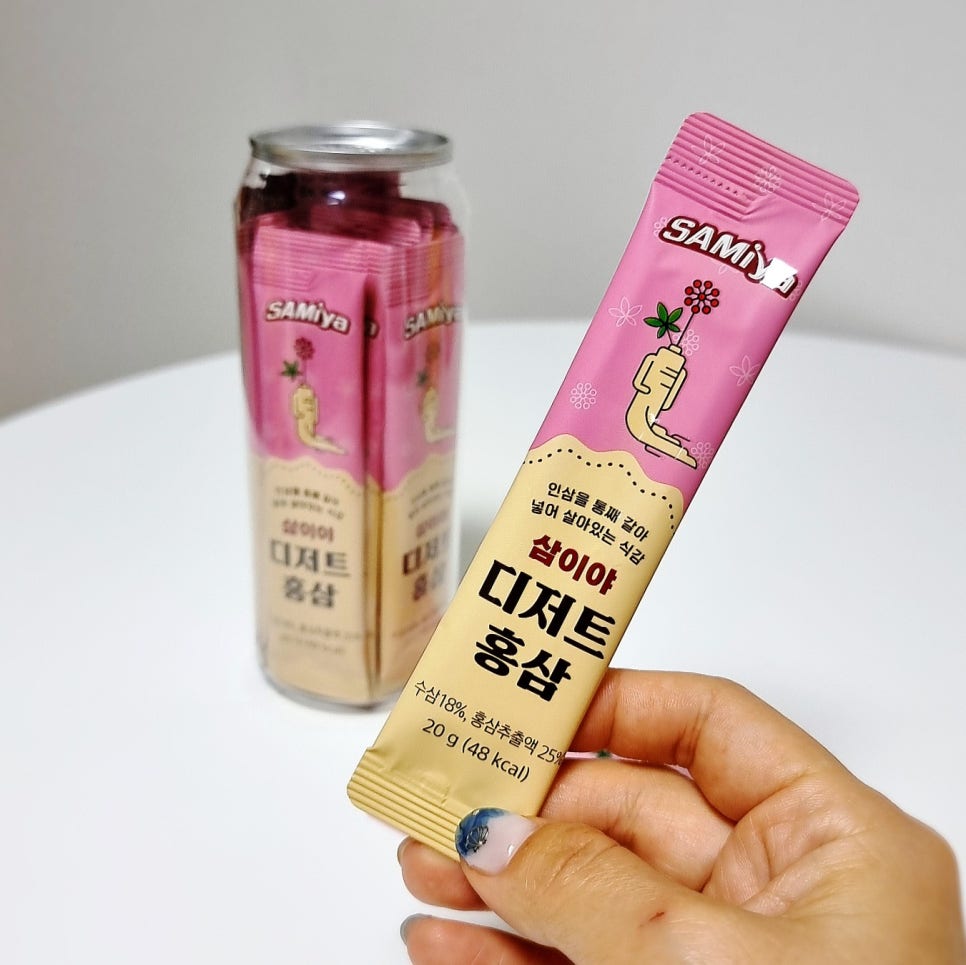 SAMiya
인삼을 통째 갈아
넣어 살아있는 식감
삼이야
디저트
홍삼
수삼18%, 홍삼추출액 25%
20 g (48 kcal)
SAMiya
삼이야
디저트
홍삼
SAMiya